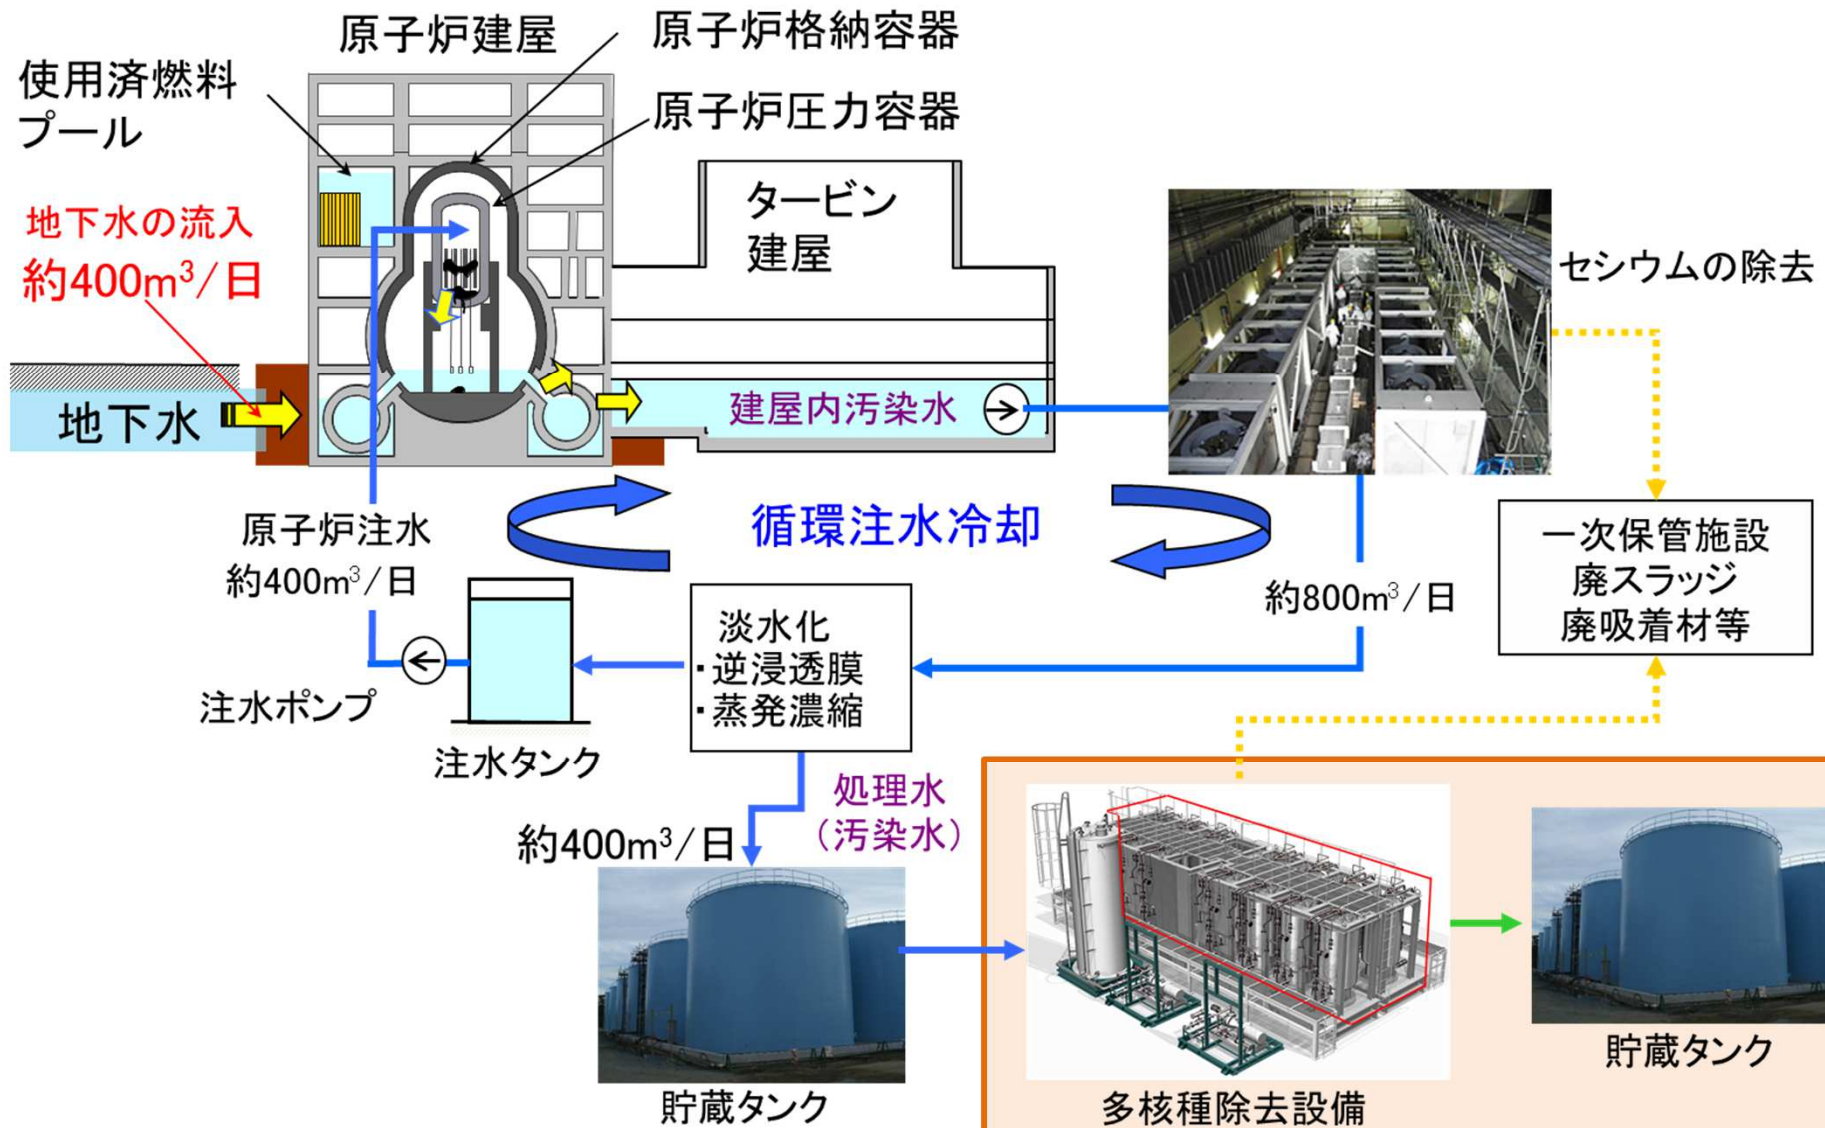 原子炉建屋
原子炉格納容器
使用済燃料
プール
原子炉圧力容器
地下水の流入
約400m³/日
タービン
建屋
セシウムの除去
地下水
建屋内汚染水
循環注水冷却
原子炉注水
約400m³/日
約800m³/日
一次保管施設
廃スラッジ
廃吸着材等
淡水化
・逆浸透膜
・蒸発濃縮
注水ポンプ
注水タンク
処理水
(汚染水)
約400m³/日
貯蔵タンク
多核種除去設備
貯蔵タンク